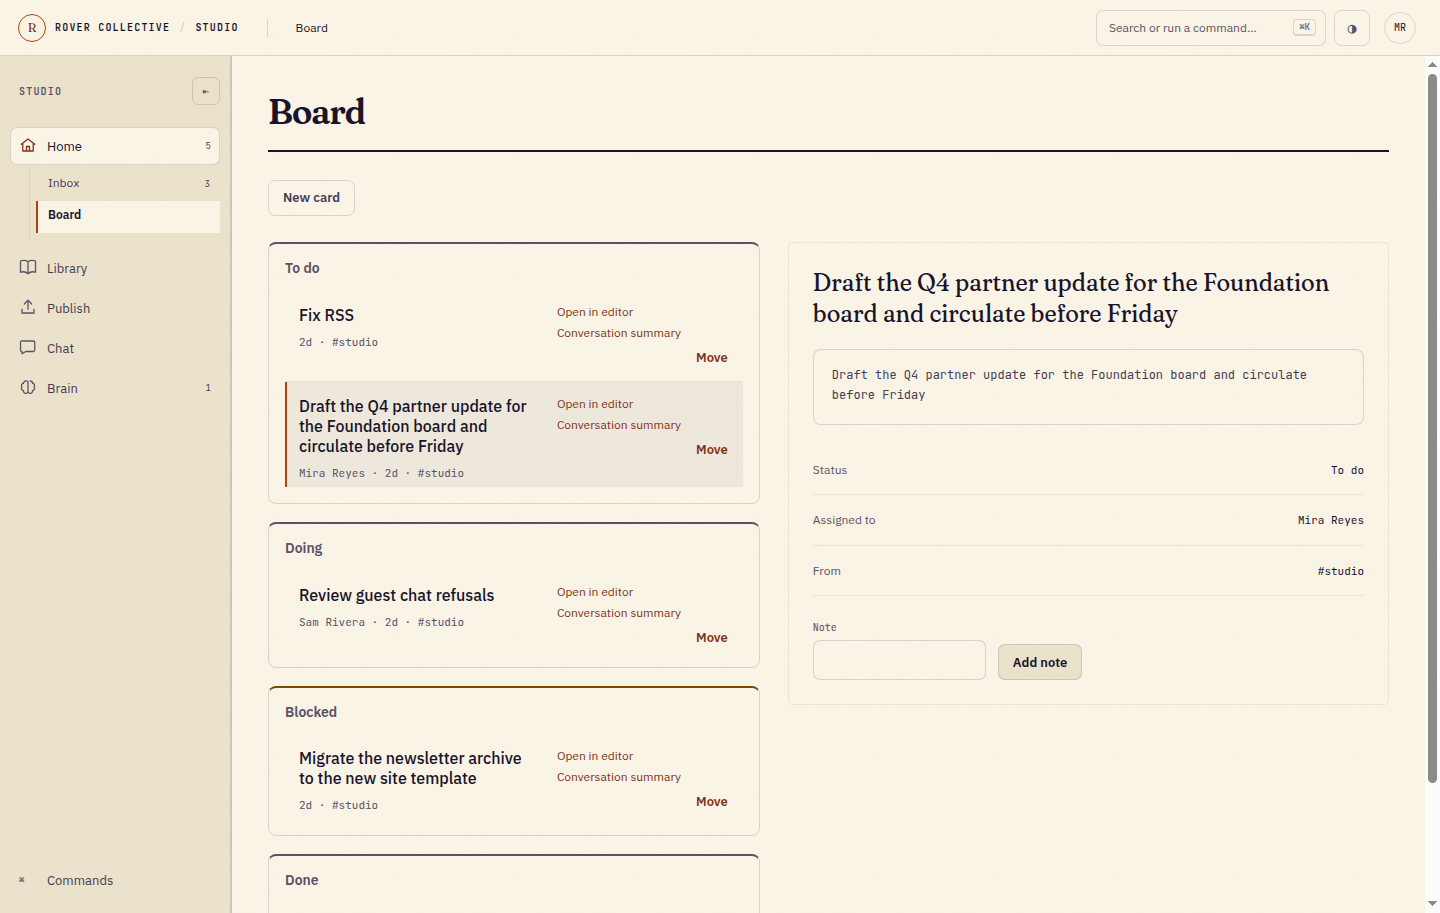 R ROVER COLLECTIVE / STUDIO
Board
Search or run a command...
⌘K
◑
MR
STUDIO
⇤
Home 5
Inbox 3
Board
Library
Publish
Chat
Brain 1
⌘ Commands
Board
New card
To do
Fix RSS
2d · #studio
Open in editor
Conversation summary
Move
Draft the Q4 partner update for
the Foundation board and
circulate before Friday
Mira Reyes · 2d · #studio
Open in editor
Conversation summary
Move
Doing
Review guest chat refusals
Sam Rivera · 2d · #studio
Open in editor
Conversation summary
Move
Blocked
Migrate the newsletter archive
to the new site template
2d · #studio
Open in editor
Conversation summary
Move
Done
Draft the Q4 partner update for the Foundation
board and circulate before Friday
Draft the Q4 partner update for the Foundation board and circulate
before Friday
Status To do
Assigned to Mira Reyes
From #studio
Note
Add note